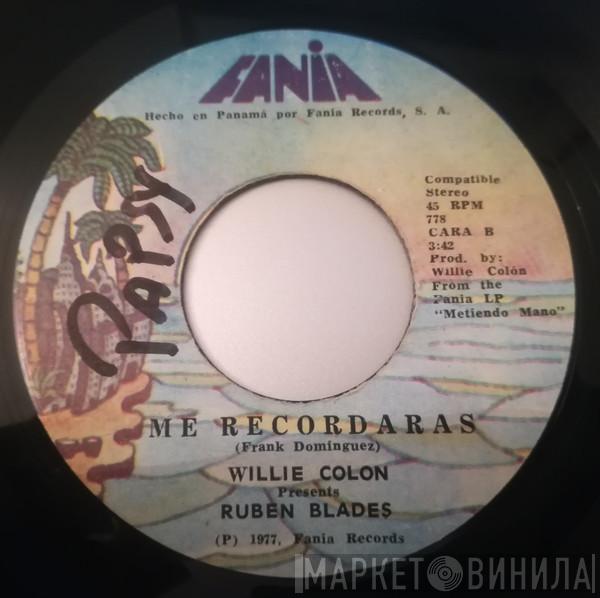 FANIA
Hecho en Panamá por Fania Records, S. A.
PAPSY
Compatible
Stereo
45 RPM
778
CARA B
3:42
Prod. by:
Willie Colón
From the
Fania LP
"Metiendo Mano"
ME RECORDARAS
(Frank Dominguez)
WILLIE COLON
Presents
RUBEN BLADES
(P) 1977, Fania Records
МАРКЕТ ВИНИЛА